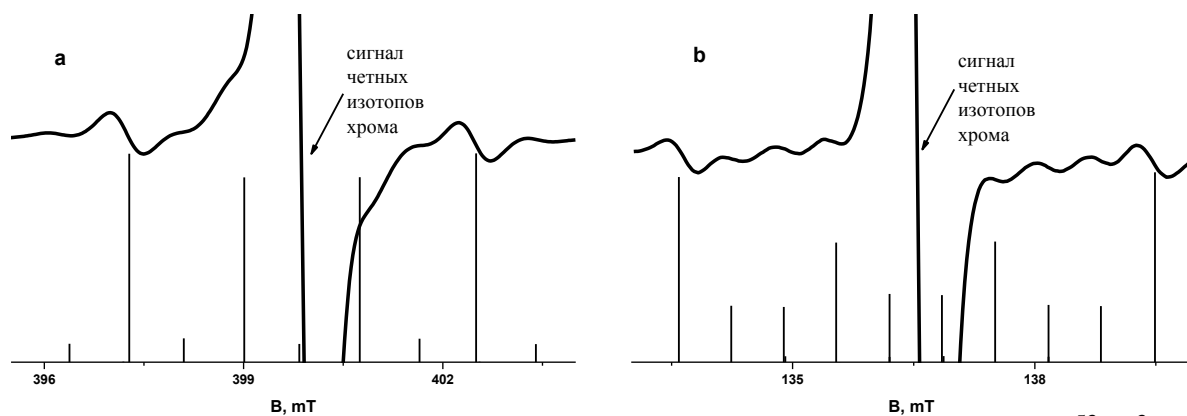 a
сигнал
четных
изотопов
хрома
396
399
402
B, mT
b
сигнал
четных
изотопов
хрома
135
138
B, mT